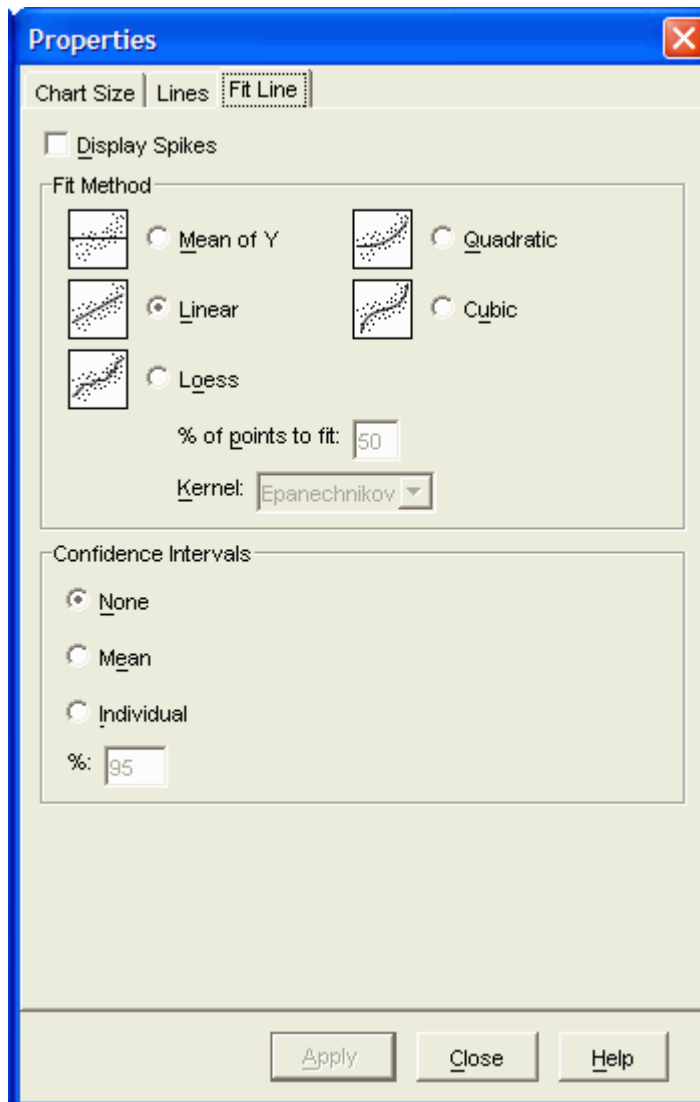 Properties
Chart Size Lines Fit Line
Display Spikes
Fit Method
Mean of Y Quadratic
Linear Cubic
Loess
% of points to fit: 50
Kernel: Epanechnikov
Confidence Intervals
None
Mean
Individual
%: 95
Apply Close Help